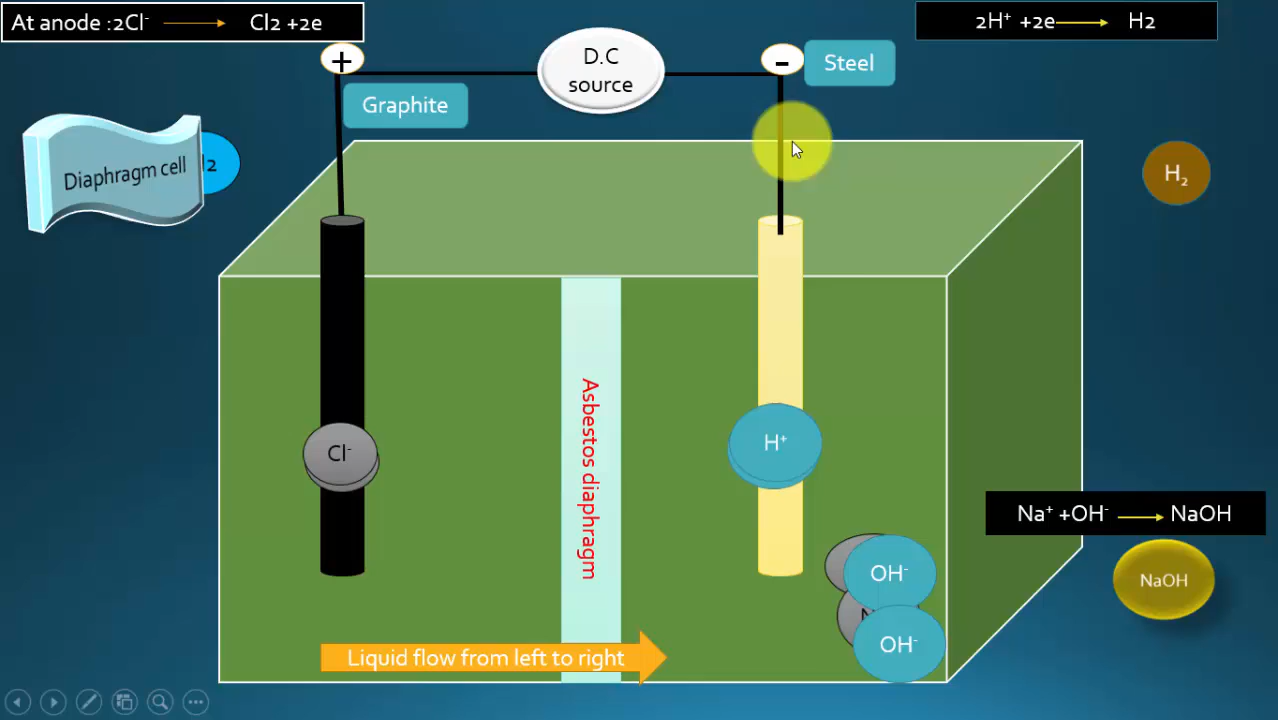 At anode :2Cl⁻ → Cl2 +2e
2H⁺ +2e → H2
+
D.C
source
-
Steel
Graphite
Diaphragm cell
H₂
Asbestos diaphragm
Cl⁻
H⁺
Na⁺ +OH⁻ → NaOH
OH⁻
NaOH
OH⁻
Liquid flow from left to right